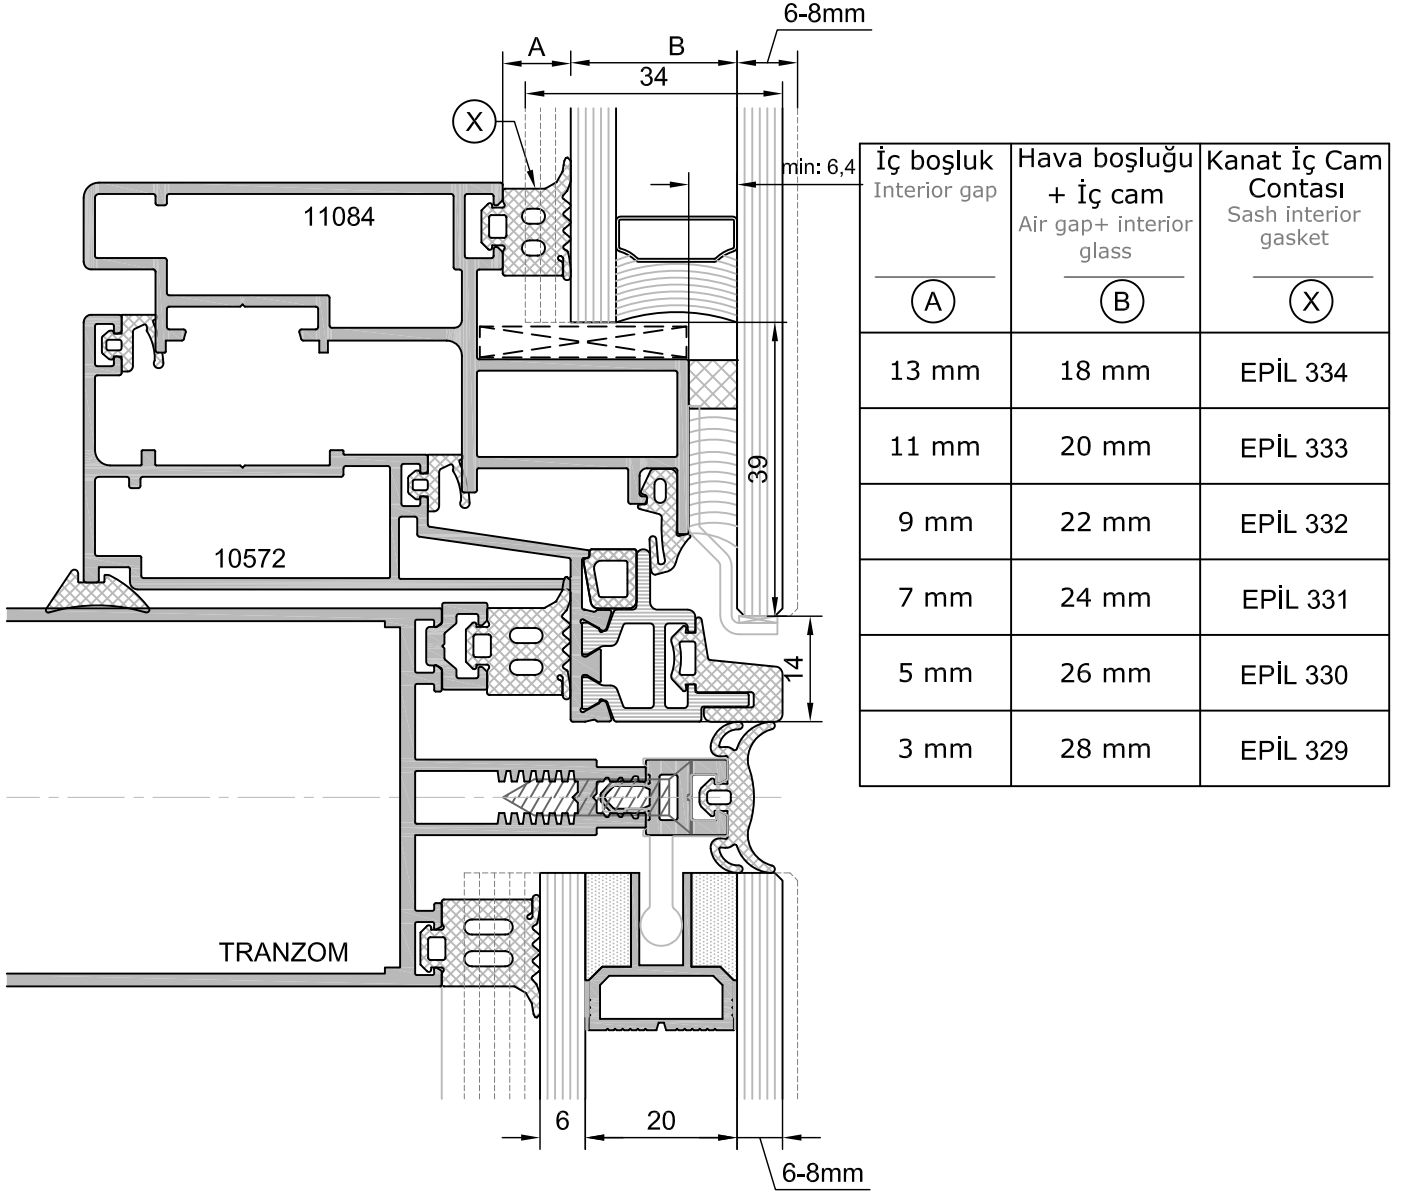 6-8mm
A
B
34
X
min: 6,4
11084
39
10572
14
TRANZOM
6
20
6-8mm
İç boşluk
Interior gap
A
Hava boşluğu
+ İç cam
Air gap+ interior
glass
B
Kanat İç Cam
Contası
Sash interior
gasket
X
13 mm 18 mm EPİL 334
11 mm 20 mm EPİL 333
9 mm 22 mm EPİL 332
7 mm 24 mm EPİL 331
5 mm 26 mm EPİL 330
3 mm 28 mm EPİL 329